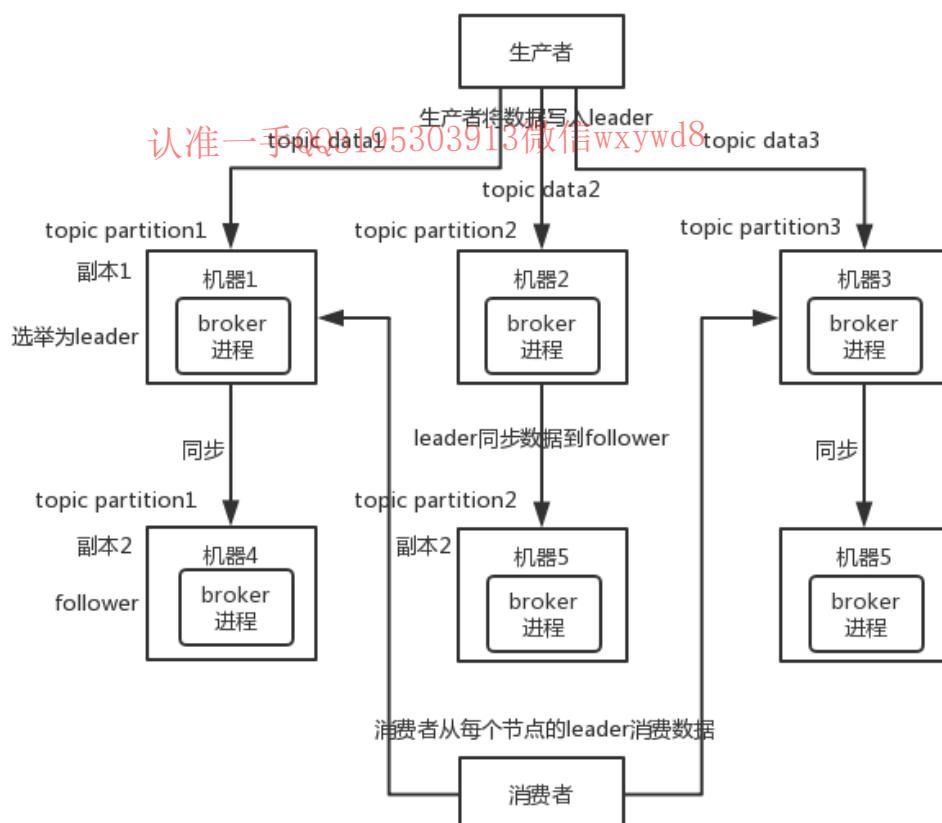 生产者
生产者将数据写入leader
认准一手QQ3195303913微信wxywd8
topic data1
topic data3
topic data2
topic partition1
topic partition2
topic partition3
副本1
机器1
机器2
机器3
选举为leader
broker
进程
broker
进程
broker
进程
同步
leader同步数据到follower
同步
topic partition1
topic partition2
副本2
机器4
副本2
机器5
机器5
follower
broker
进程
broker
进程
broker
进程
消费者从每个节点的leader消费数据
消费者